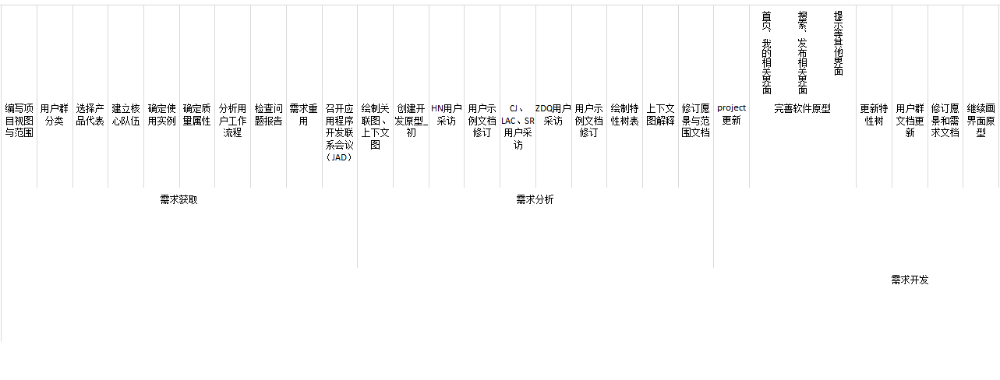 首页、我的相关界面
搜索、发布相关界面
提示等其他界面
编写项
目视图
与范围
用户群
分类
选择产
品代表
建立核
心队伍
确定使
用实例
确定质
量属性
分析用
户工作
流程
检查问
题报告
需求重
用
召开应
用程序
开发联
系会议
（JAD）
绘制关
联图、
上下文
图
创建开
发原型_
初
HN用户
采访
用户示
例文档
修订
CJ、
LAC、SR
用户采
访
ZDQ用户
采访
用户示
例文档
修订
绘制特
性树表
上下文
图解释
修订愿
景与范
围文档
project
更新
完善软件原型
更新特
性树
用户群
文档更
新
修订愿
景和需
求文档
继续画
界面原
型
需求获取
需求分析
需求开发